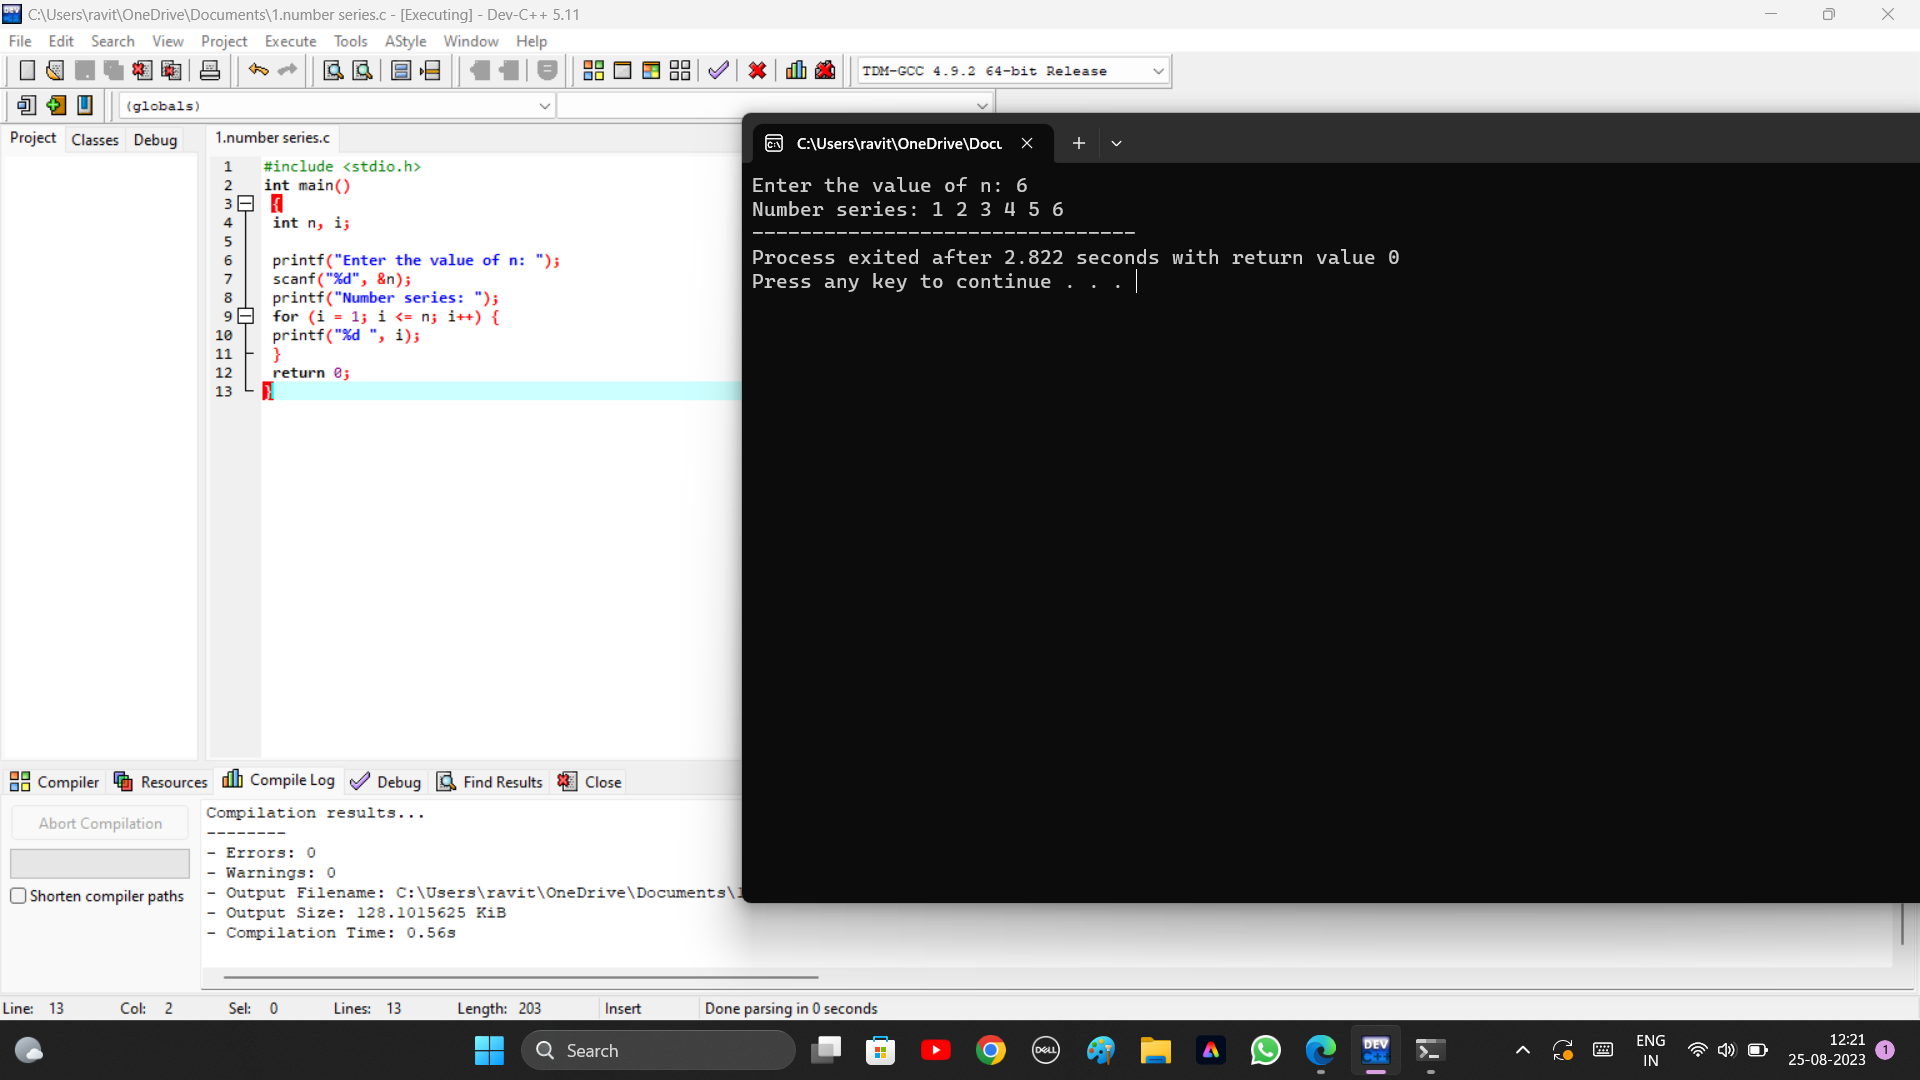 C:\Users\ravit\OneDrive\Documents\1.number series.c - [Executing] - Dev-C++ 5.11
File Edit Search View Project Execute Tools AStyle Window Help
TDM-GCC 4.9.2 64-bit Release
(globals)
Project Classes Debug
1.number series.c
1 #include <stdio.h>
2 int main()
3 {
4 int n, i;
5
6 printf("Enter the value of n: ");
7 scanf("%d", &n);
8 printf("Number series: ");
9 for (i = 1; i <= n; i++) {
10 printf("%d ", i);
11 }
12 return 0;
13 }
C:\Users\ravit\OneDrive\Docu
Enter the value of n: 6
Number series: 1 2 3 4 5 6
--------------------------------
Process exited after 2.822 seconds with return value 0
Press any key to continue . . .
Compiler Resources Compile Log Debug Find Results Close
Abort Compilation
Shorten compiler paths
Compilation results...
--------
- Errors: 0
- Warnings: 0
- Output Filename: C:\Users\ravit\OneDrive\Documents\
- Output Size: 128.1015625 KiB
- Compilation Time: 0.56s
Line: 13 Col: 2 Sel: 0 Lines: 13 Length: 203 Insert Done parsing in 0 seconds
Search
DELL
DEV
C++
ENG
IN
12:21
25-08-2023
1